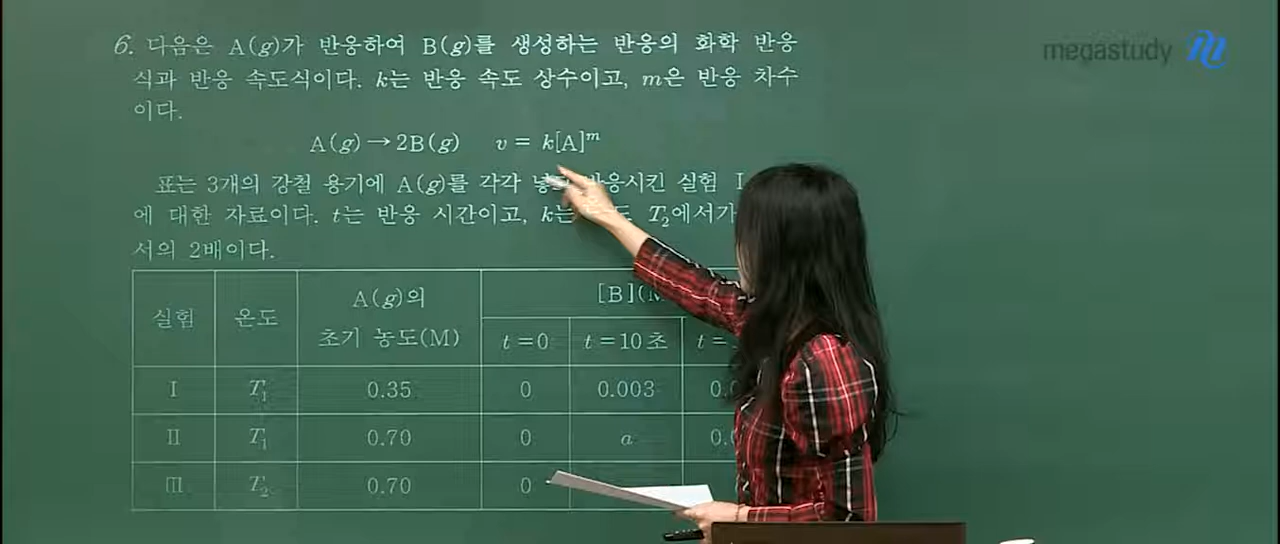 megastudy
6. 다음은 A(g)가 반응하여 B(g)를 생성하는 반응의 화학 반응
식과 반응 속도식이다. k는 반응 속도 상수이고, m은 반응 차수
이다.
A(g) → 2B(g) v = k[A]^m
표는 3개의 강철 용기에 A(g)를 각각 반응시킨 실험 I
에 대한 자료이다. t는 반응 시간이고, k는 T₂에서가
서의 2배이다.
실험 온도 A(g)의 초기 농도(M) [B](M
t=0 t=10초 t=
I T₁ 0.35 0 0.003 0.0
II T₁ 0.70 0 a 0.0
III T₂ 0.70 0